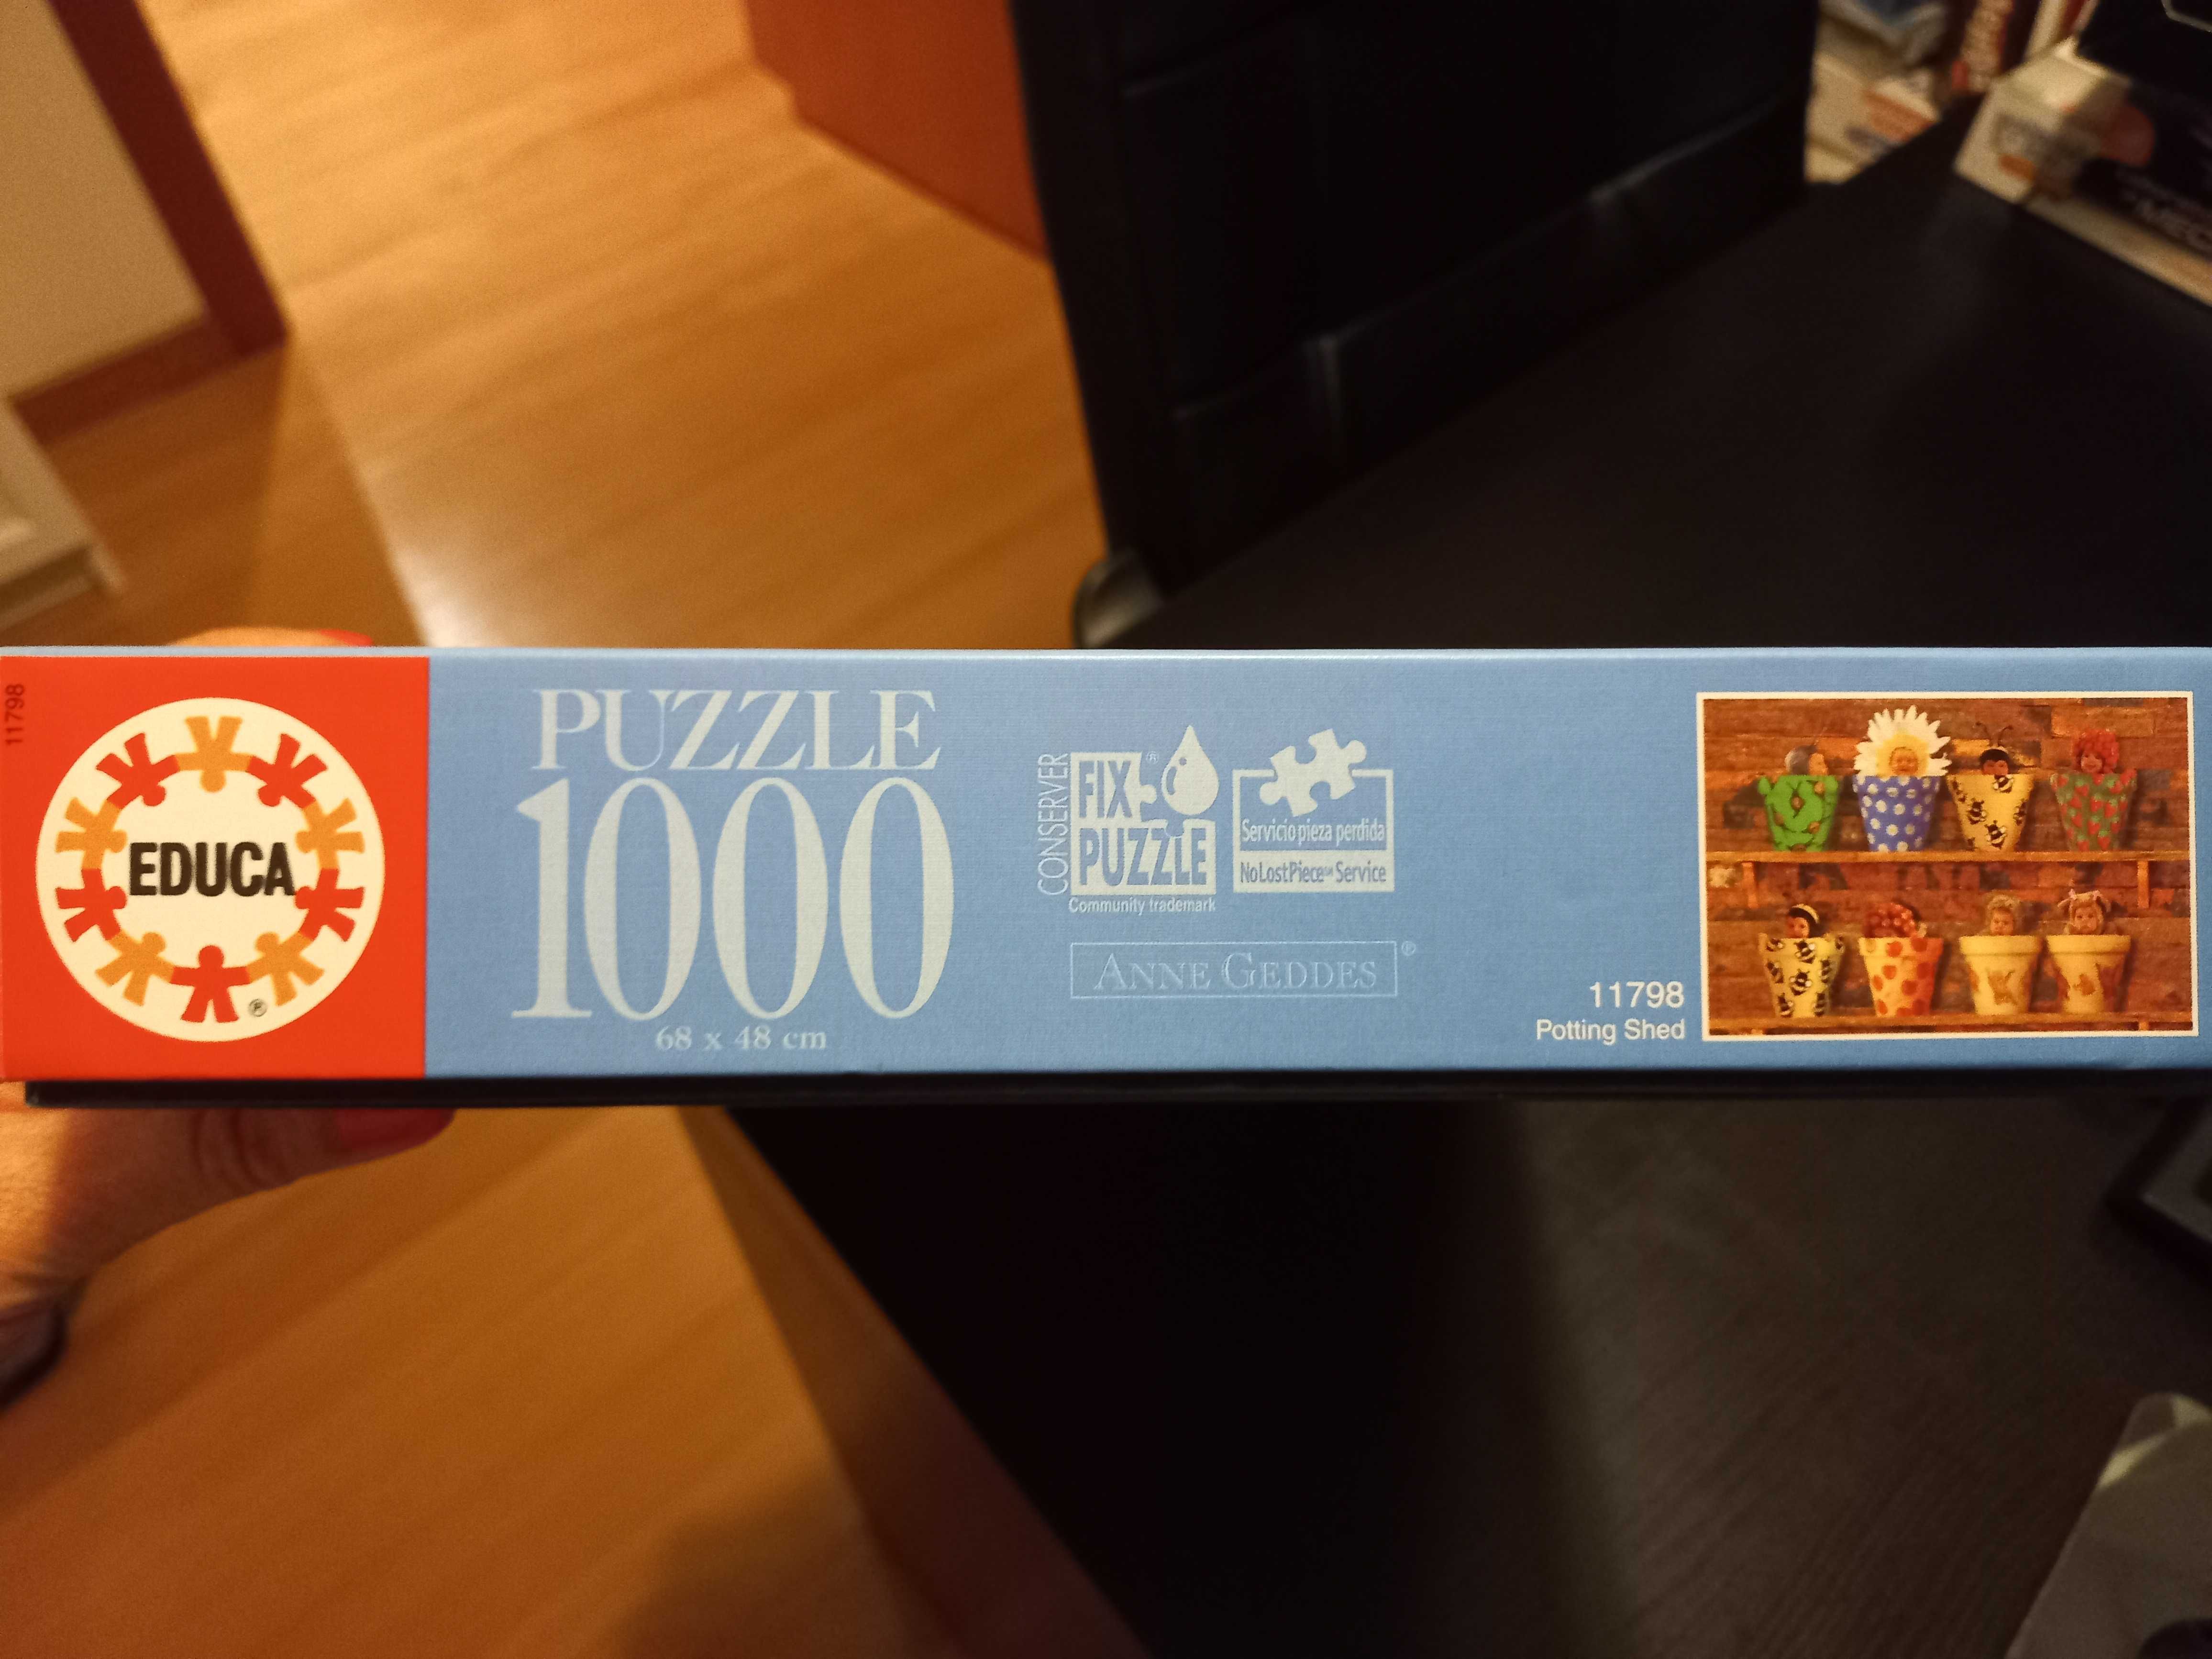 11798
EDUCA
®
PUZZLE
1000
68 x 48 cm
CONSERVER
FIX
®
PUZZLE
Community trademark
Servicio pieza perdida
NoLostPiece℠ Service
ANNE GEDDES
®
11798
Potting Shed